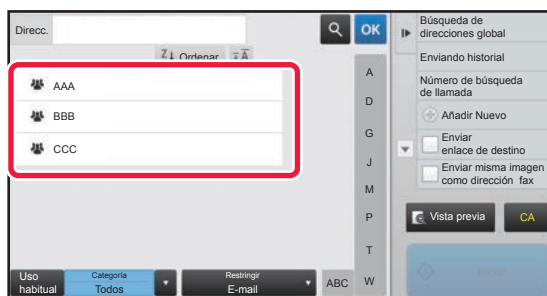 Direcc.
OK
Ordenar
AAA
BBB
CCC
A
D
G
J
M
P
T
W
Uso
habitual
Categoría
Todos
Restringir
E-mail
ABC
Búsqueda de
direcciones global
Enviando historial
Número de búsqueda
de llamada
Añadir Nuevo
Enviar
enlace de destino
Enviar misma imagen
como dirección fax
Vista previa
CA